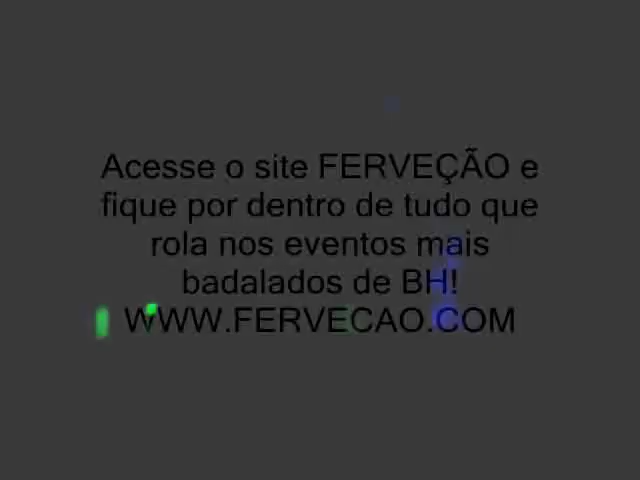 Acesse o site FERVEÇÃO e
fique por dentro de tudo que
rola nos eventos mais
badalados de BH!
WWW.FERVECAO.COM